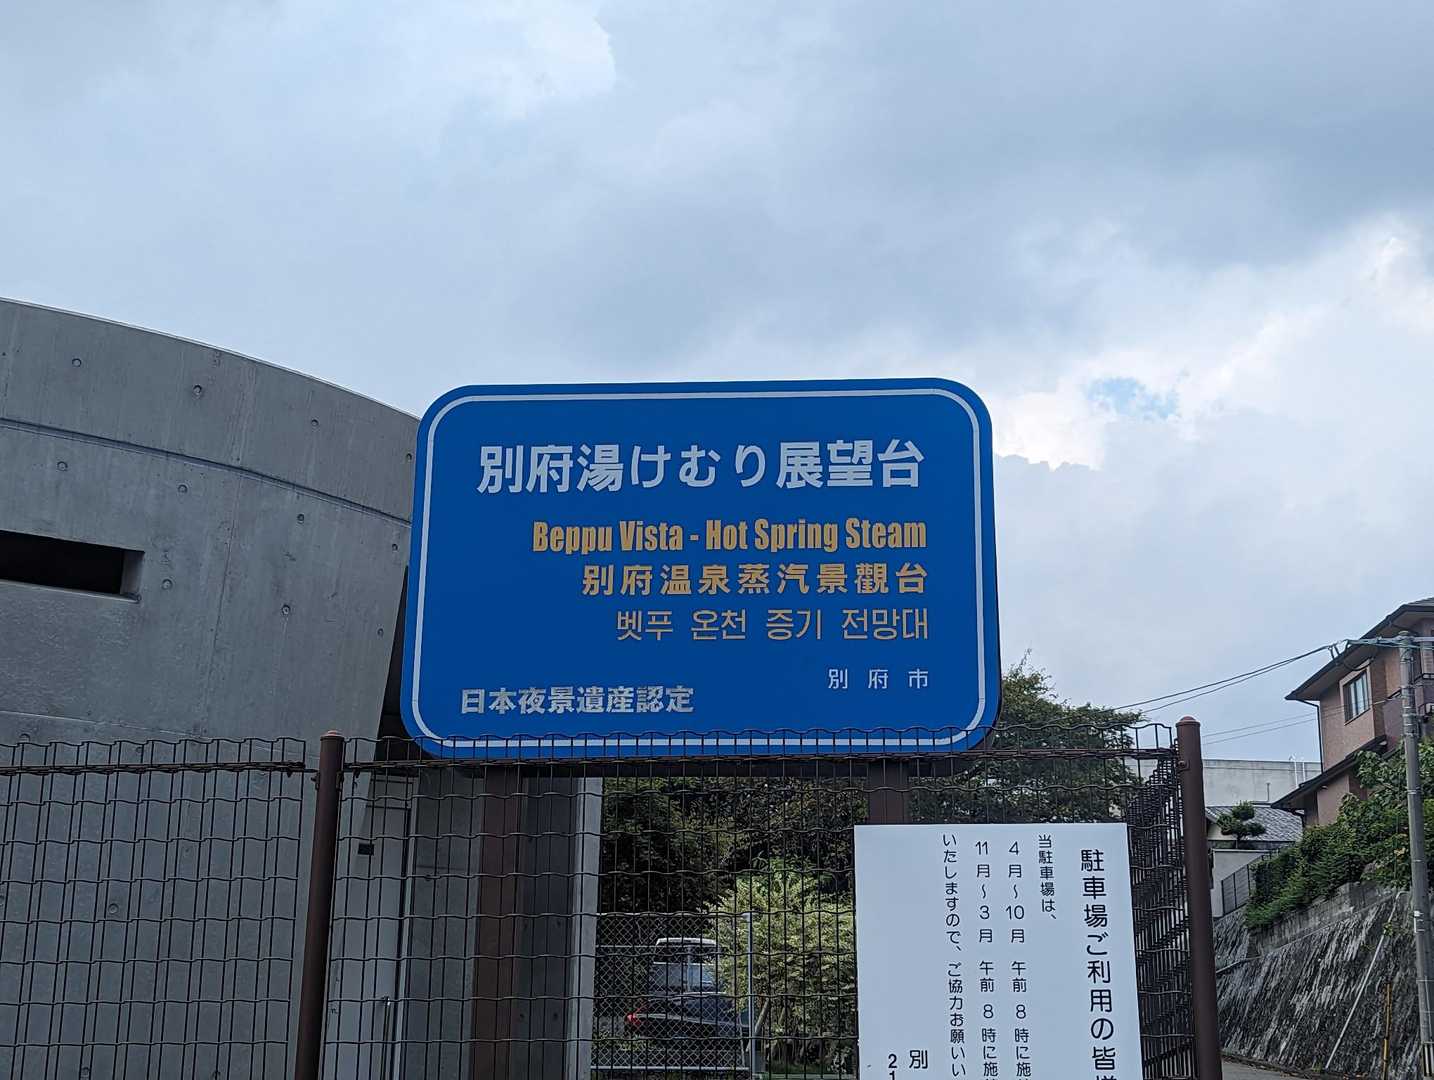 別府湯けむり展望台
Beppu Vista - Hot Spring Steam
別府温泉蒸汽景觀台
벳푸 온천 증기 전망대
別府市
日本夜景遺産認定
駐車場ご利用の皆様
当駐車場は、
4月～10月 午前 8 時に施
11月～3月 午前 8 時に施
いたしますので、ご協力お願いい
別
21